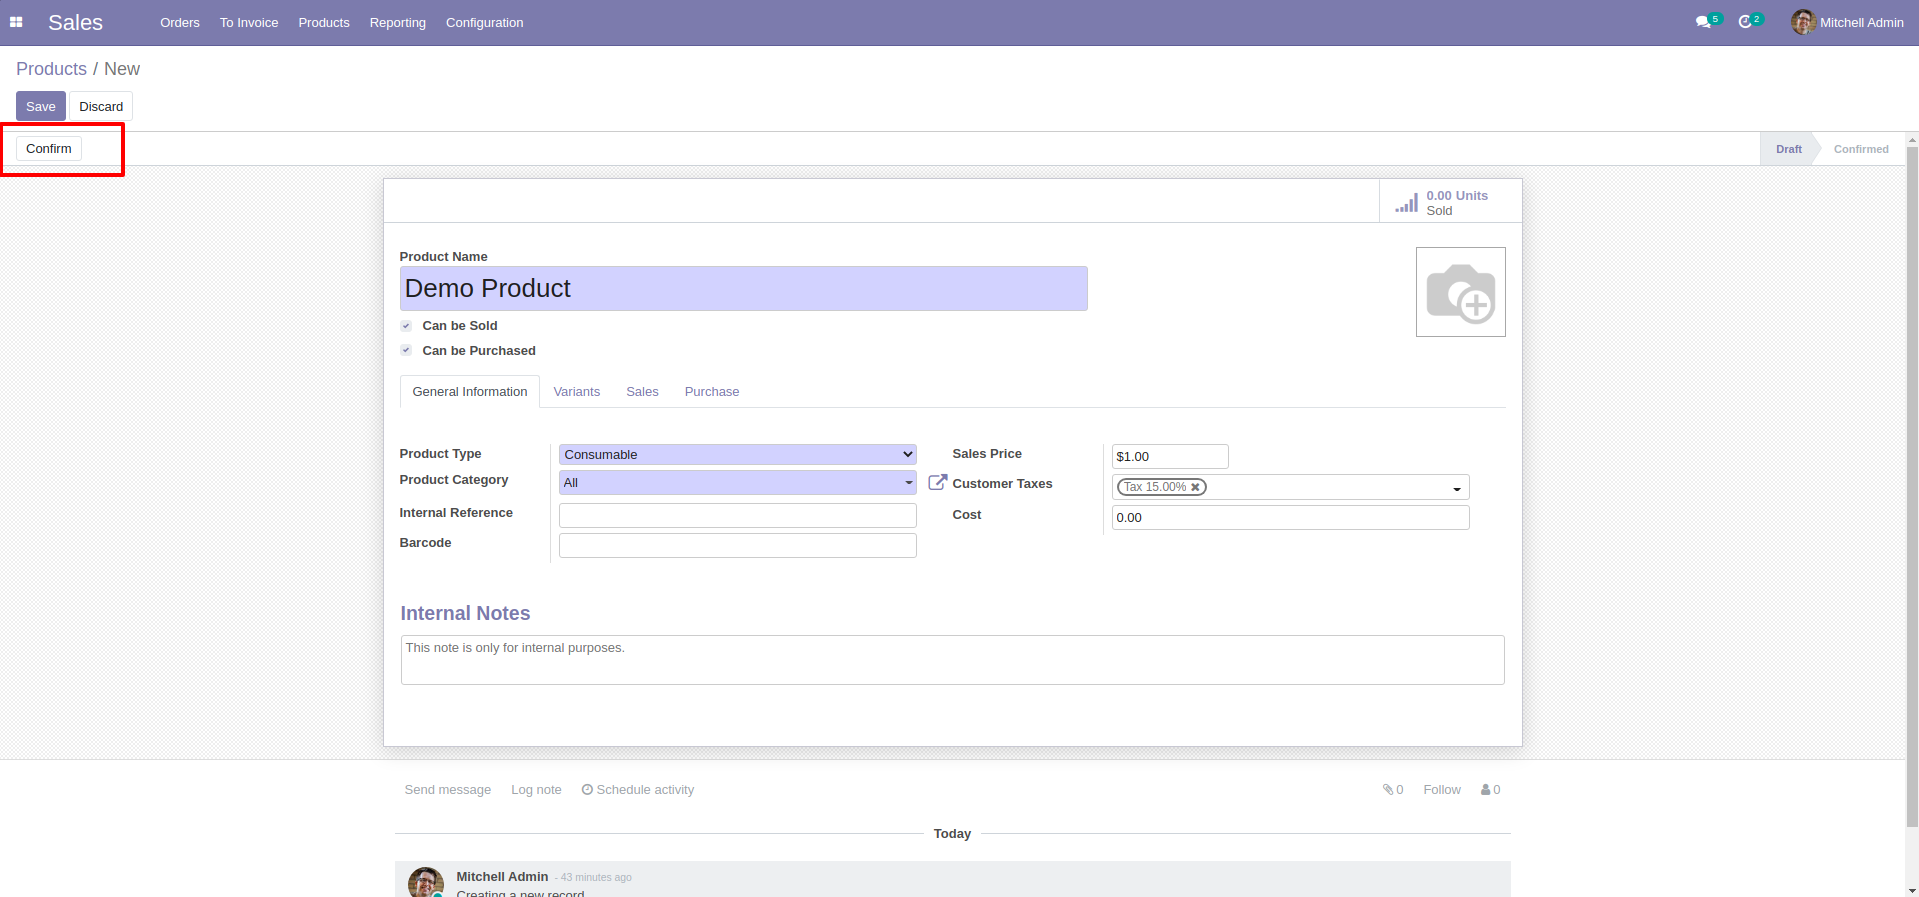 Sales Orders To Invoice Products Reporting Configuration 5 2 Mitchell Admin
Products / New
Save Discard
Confirm Draft Confirmed
0.00 Units
Sold
Product Name
Demo Product
Can be Sold
Can be Purchased
General Information Variants Sales Purchase
Product Type Consumable Sales Price $1.00
Product Category All Customer Taxes Tax 15.00%
Internal Reference Cost 0.00
Barcode
Internal Notes
This note is only for internal purposes.
Send message Log note Schedule activity 0 Follow 0
Today
Mitchell Admin - 43 minutes ago
Creating a new record